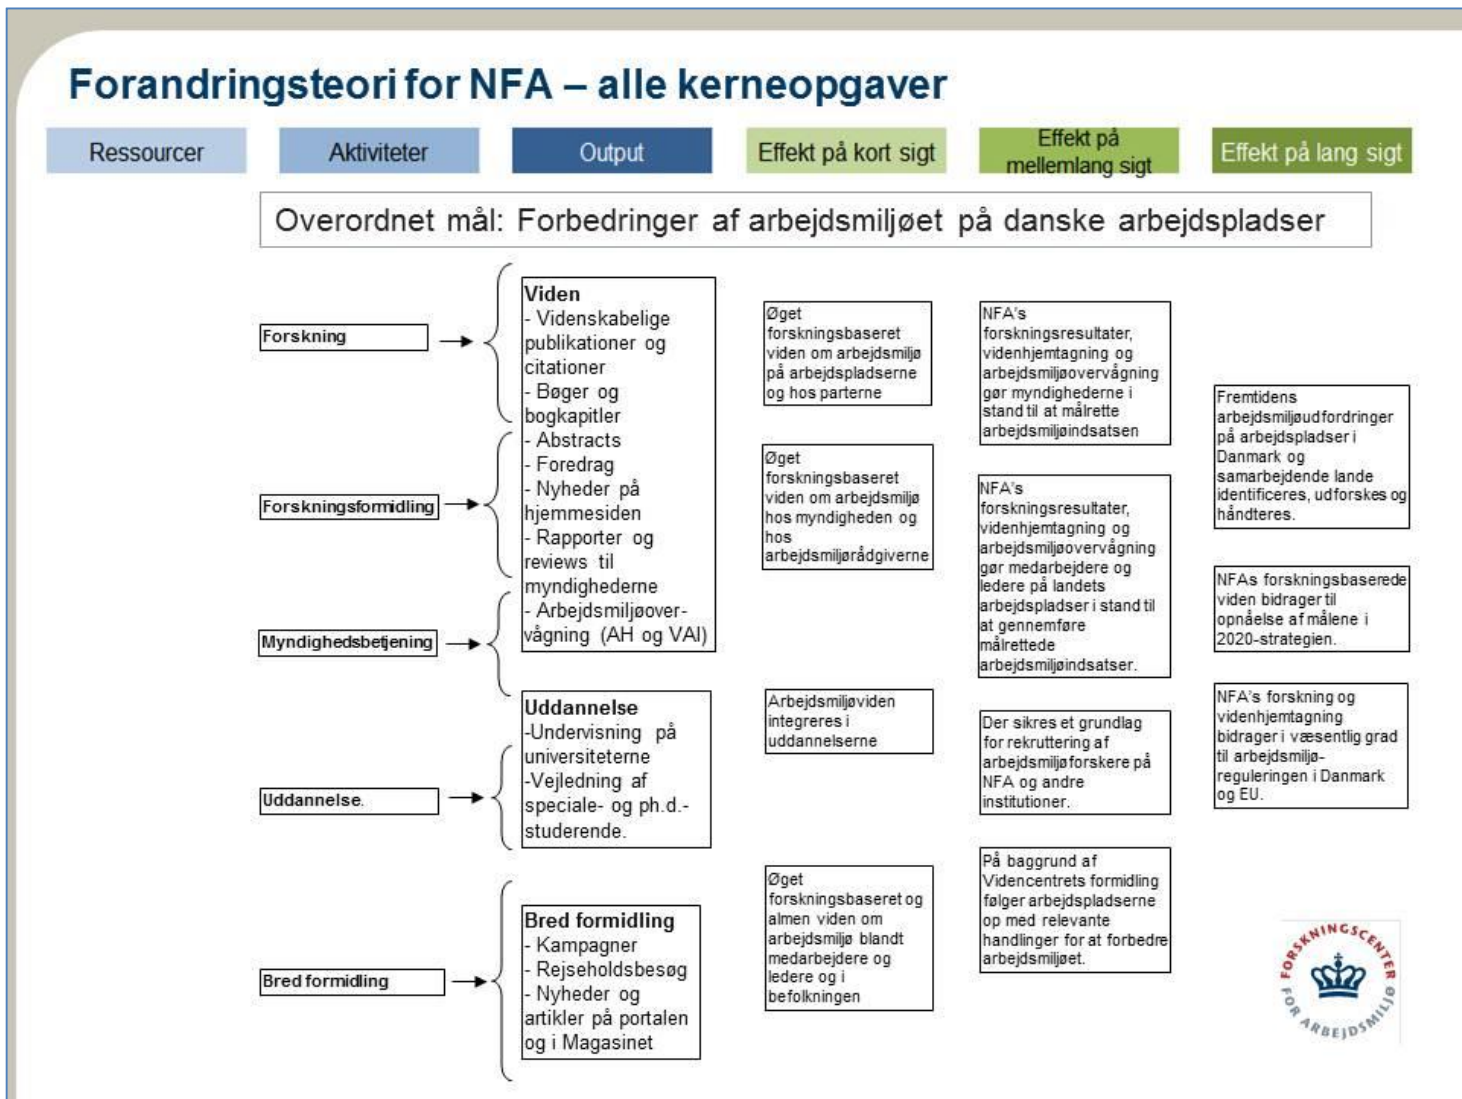 Forandringsteori for NFA – alle kerneopgaver
Ressourcer
Aktiviteter
Output
Effekt på kort sigt
Effekt på
mellemlang sigt
Effekt på lang sigt
Overordnet mål: Forbedringer af arbejdsmiljøet på danske arbejdspladser
Forskning
Forskningsformidling
Myndighedsbetjening
Uddannelse.
Bred formidling
Viden
- Videnskabelige
publikationer og
citationer
- Bøger og
bogkapitler
- Abstracts
- Foredrag
- Nyheder på
hjemmesiden
- Rapporter og
reviews til
myndighederne
- Arbejdsmiljøover-
vågning (AH og VAI)
Uddannelse
-Undervisning på
universiteterne
-Vejledning af
speciale- og ph.d.-
studerende.
Bred formidling
- Kampagner
- Rejseholdsbesøg
- Nyheder og
artikler på portalen
og i Magasinet
Øget
forskningsbaseret
viden om arbejdsmiljø
på arbejdspladserne
og hos parterne
Øget
forskningsbaseret
viden om arbejdsmiljø
hos myndigheden og
hos
arbejdsmiljørådgiverne
Arbejdsmiljøviden
integreres i
uddannelserne
Øget
forskningsbaseret og
almen viden om
arbejdsmiljø blandt
medarbejdere og
ledere og i
befolkningen
NFA's
forskningsresultater,
videnhjemtagning og
arbejdsmiljøovervågning
gør myndighederne i
stand til at målrette
arbejdsmiljøindsatsen
NFA's
forskningsresultater,
videnhjemtagning og
arbejdsmiljøovervågning
gør medarbejdere og
ledere på landets
arbejdspladser i stand til
at gennemføre
målrettede
arbejdsmiljøindsatser.
Der sikres et grundlag
for rekruttering af
arbejdsmiljøforskere på
NFA og andre
institutioner.
På baggrund af
Videncentrets formidling
følger arbejdspladserne
op med relevante
handlinger for at forbedre
arbejdsmiljøet.
Fremtidens
arbejdsmiljøudfordringer
på arbejdspladser i
Danmark og
samarbejdende lande
identificeres, udforskes og
håndteres.
NFAs forskningsbaserede
viden bidrager til
opnåelse af målene i
2020-strategien.
NFA's forskning og
videnhjemtagning
bidrager i væsentlig grad
til arbejdsmiljø-
reguleringen i Danmark
og EU.
FORSKNINGSCENTER
FOR ARBEJDSMILJØ